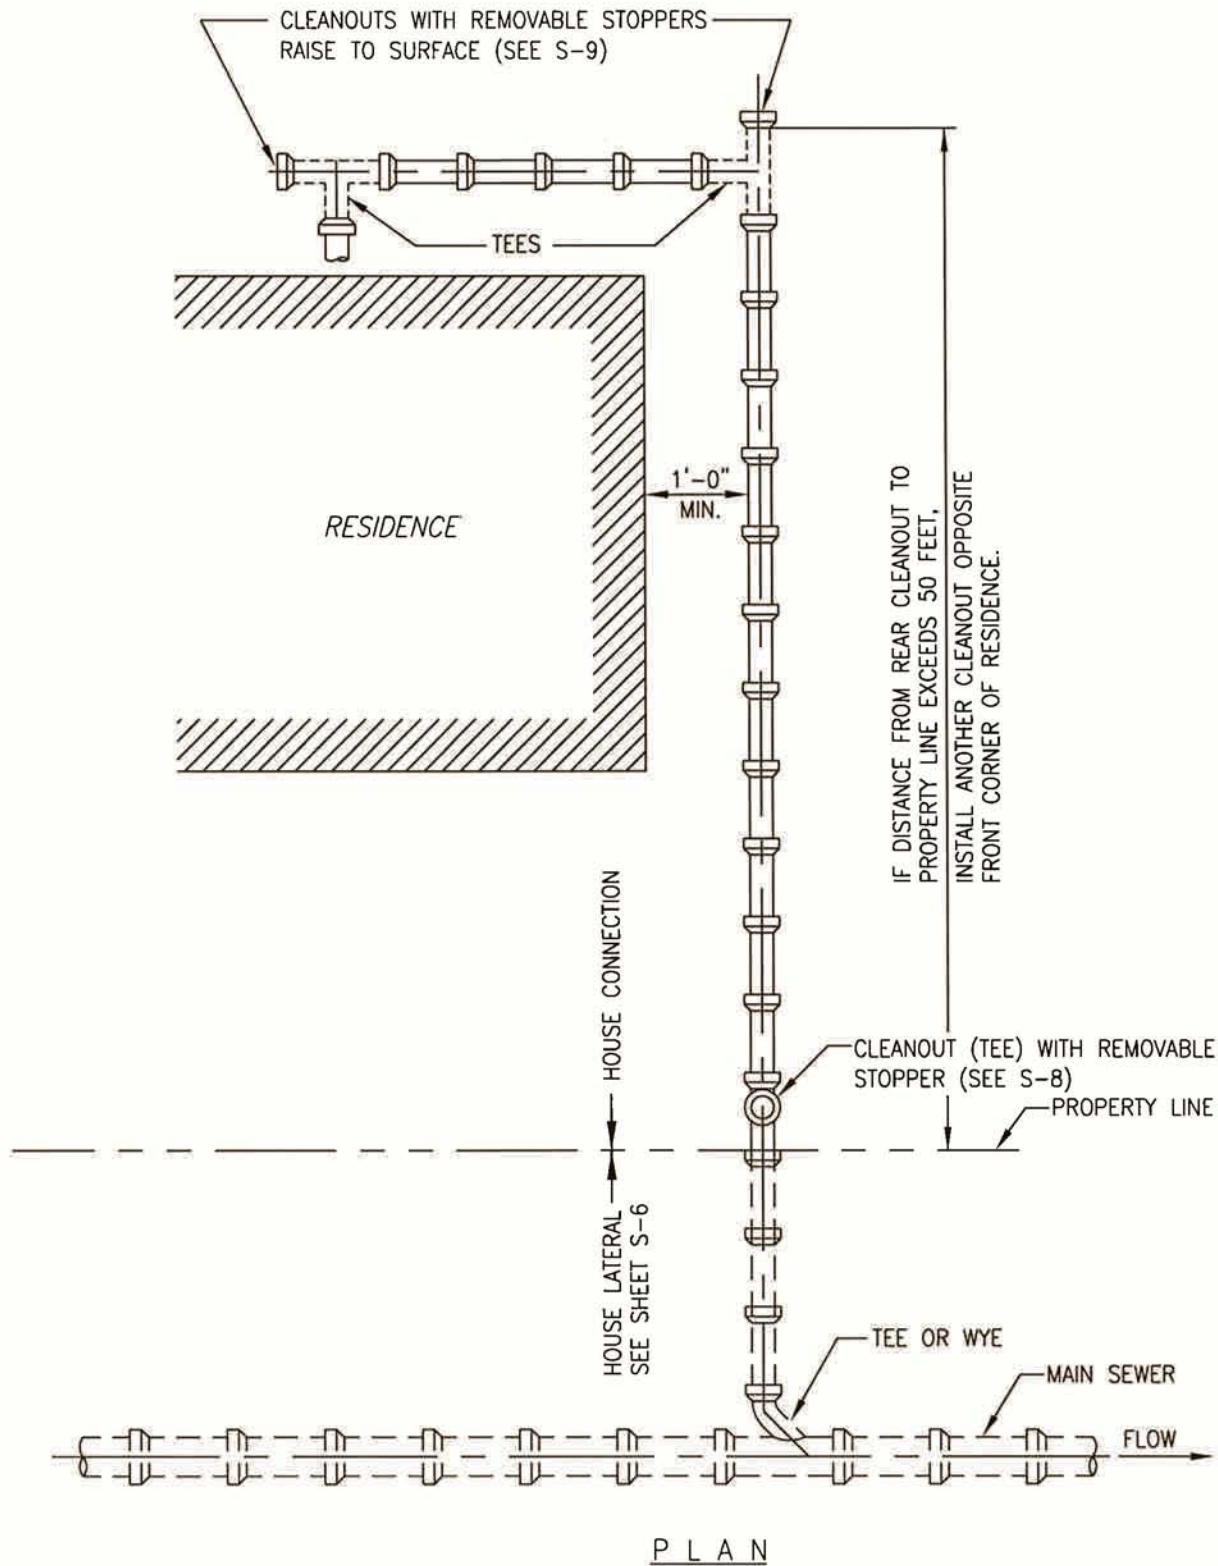 CLEANOUTS WITH REMOVABLE STOPPERS
RAISE TO SURFACE (SEE S-9)
TEES
RESIDENCE
1'-0"
MIN.
IF DISTANCE FROM REAR CLEANOUT TO
PROPERTY LINE EXCEEDS 50 FEET,
INSTALL ANOTHER CLEANOUT OPPOSITE
FRONT CORNER OF RESIDENCE.
HOUSE CONNECTION
CLEANOUT (TEE) WITH REMOVABLE
STOPPER (SEE S-8)
PROPERTY LINE
HOUSE LATERAL
SEE SHEET S-6
TEE OR WYE
MAIN SEWER
FLOW
PLAN